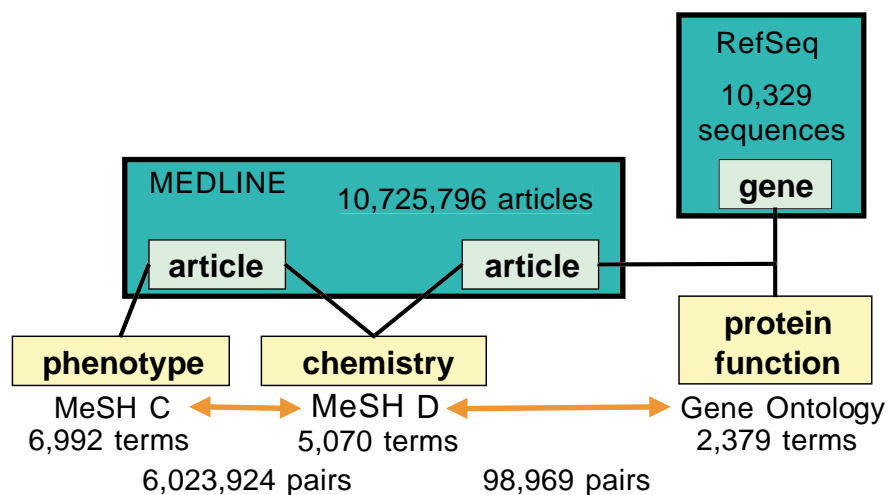 RefSeq
10,329
sequences
gene
MEDLINE
10,725,796 articles
article
article
phenotype
chemistry
protein
function
MeSH C
MeSH D
Gene Ontology
6,992 terms
5,070 terms
2,379 terms
6,023,924 pairs
98,969 pairs